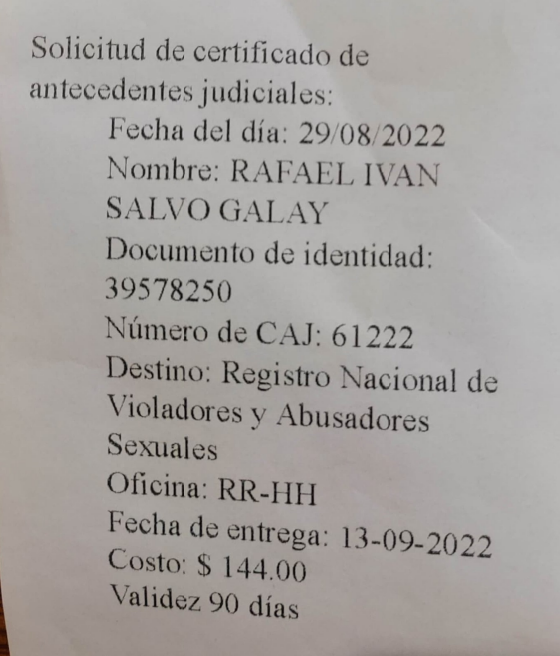 Solicitud de certificado de
antecedentes judiciales:
Fecha del día: 29/08/2022
Nombre: RAFAEL IVAN
SALVO GALAY
Documento de identidad:
39578250
Número de CAJ: 61222
Destino: Registro Nacional de
Violadores y Abusadores
Sexuales
Oficina: RR-HH
Fecha de entrega: 13-09-2022
Costo: $ 144.00
Validez 90 días